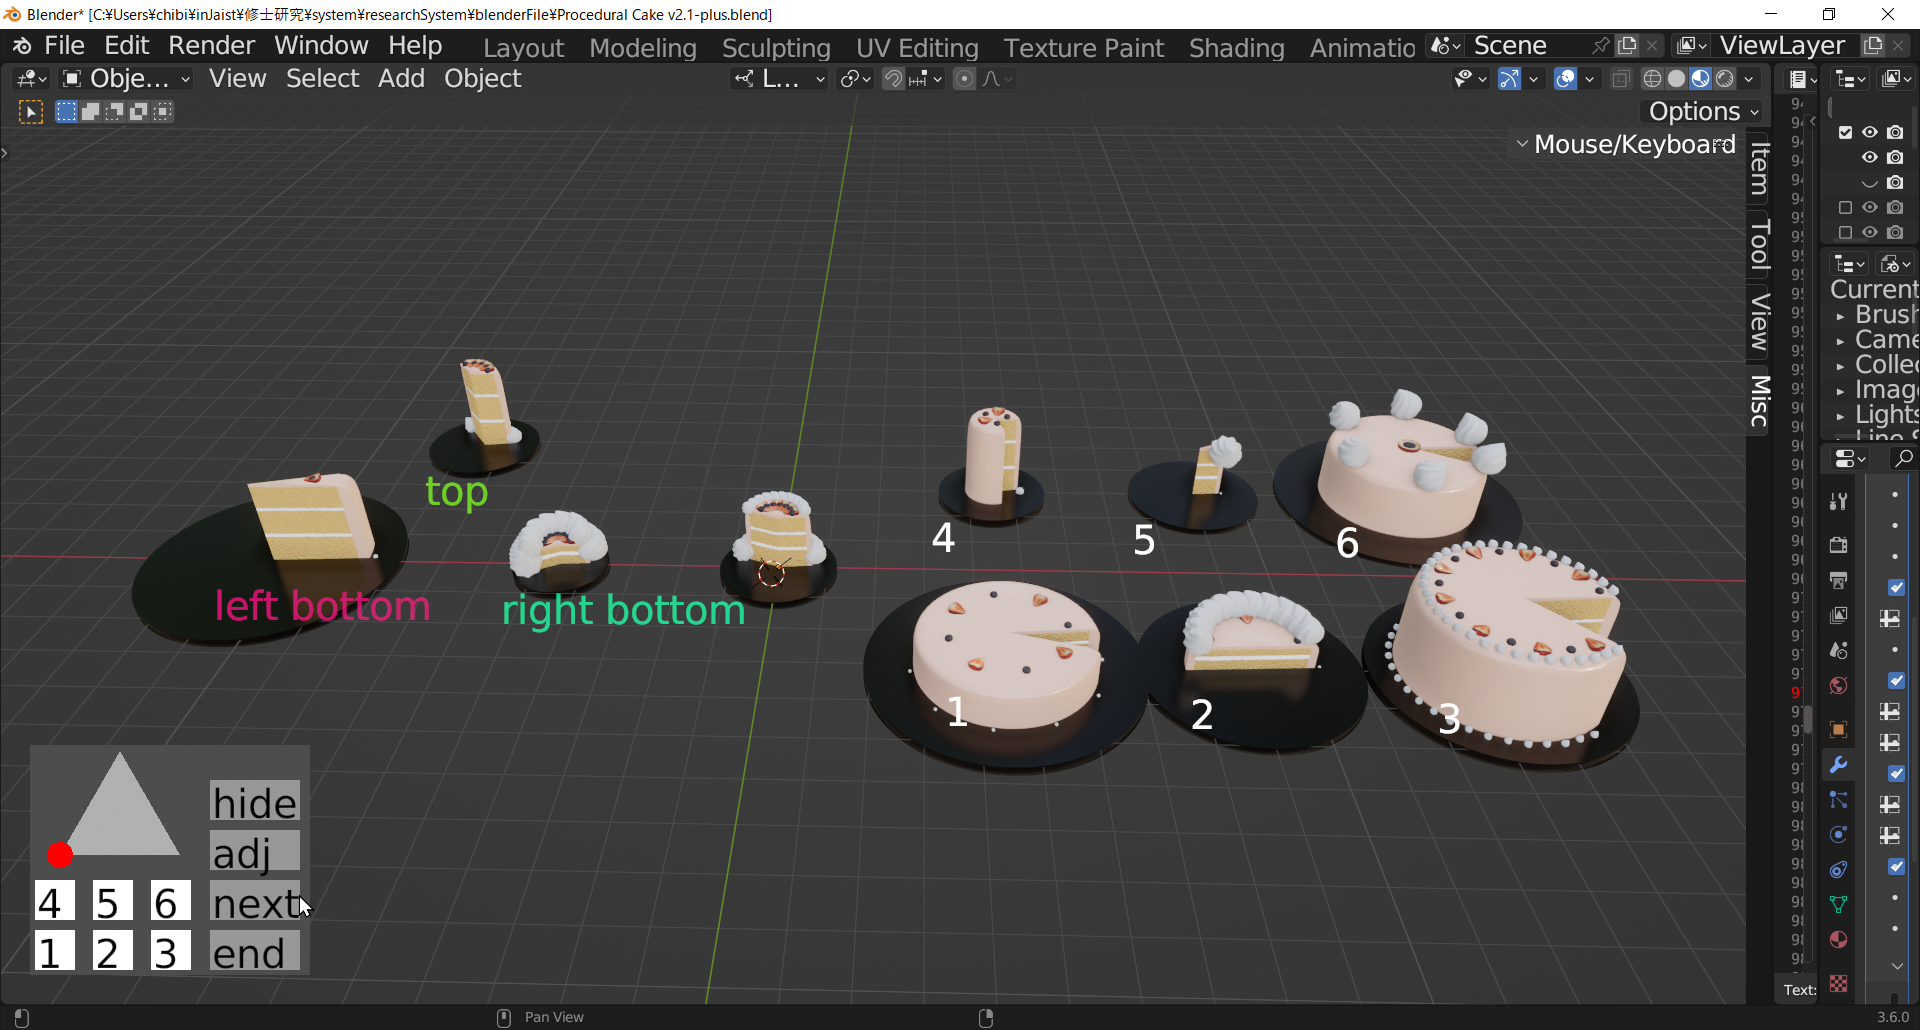 Blender* [C:¥Users¥chibi¥inJaist¥修士研究¥system¥researchSystem¥blenderFile¥Procedural Cake v2.1-plus.blend]
File Edit Render Window Help Layout Modeling Sculpting UV Editing Texture Paint Shading Animatio Scene ViewLayer
Obje... View Select Add Object L...
Options
Mouse/Keyboard
Item
Tool
View
Misc
Current
Brush
Came
Collec
Imag
Lights
top
left bottom
right bottom
4 5 6
1 2 3
hide
adj
4 5 6 next
1 2 3 end
Text:
Pan View
3.6.0